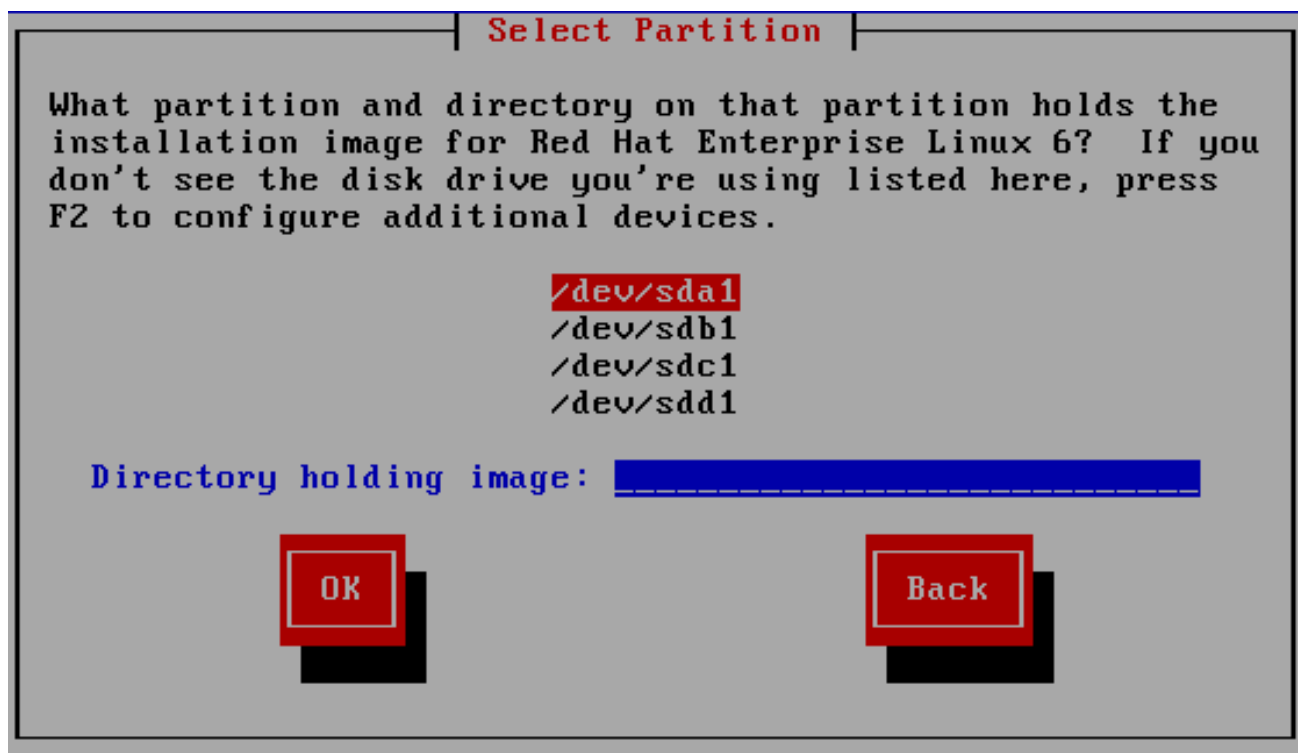 Select Partition
What partition and directory on that partition holds the
installation image for Red Hat Enterprise Linux 6?  If you
don't see the disk drive you're using listed here, press
F2 to configure additional devices.
/dev/sda1
/dev/sdb1
/dev/sdc1
/dev/sdd1
Directory holding image: ____________________________
OK Back